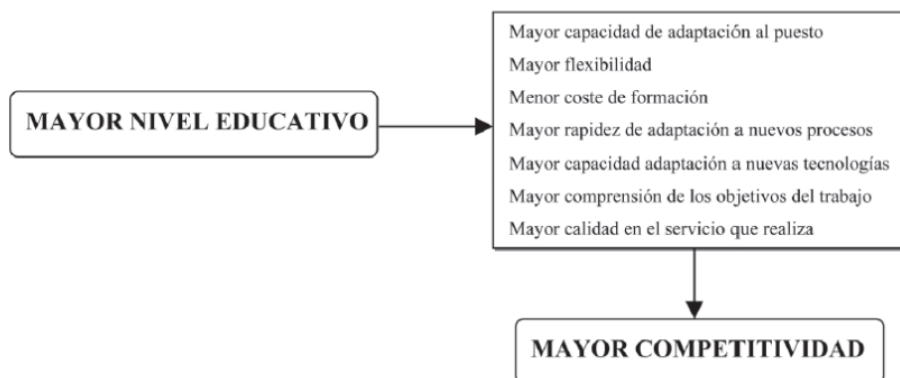 MAYOR NIVEL EDUCATIVO
Mayor capacidad de adaptación al puesto
Mayor flexibilidad
Menor coste de formación
Mayor rapidez de adaptación a nuevos procesos
Mayor capacidad adaptación a nuevas tecnologías
Mayor comprensión de los objetivos del trabajo
Mayor calidad en el servicio que realiza
MAYOR COMPETITIVIDAD